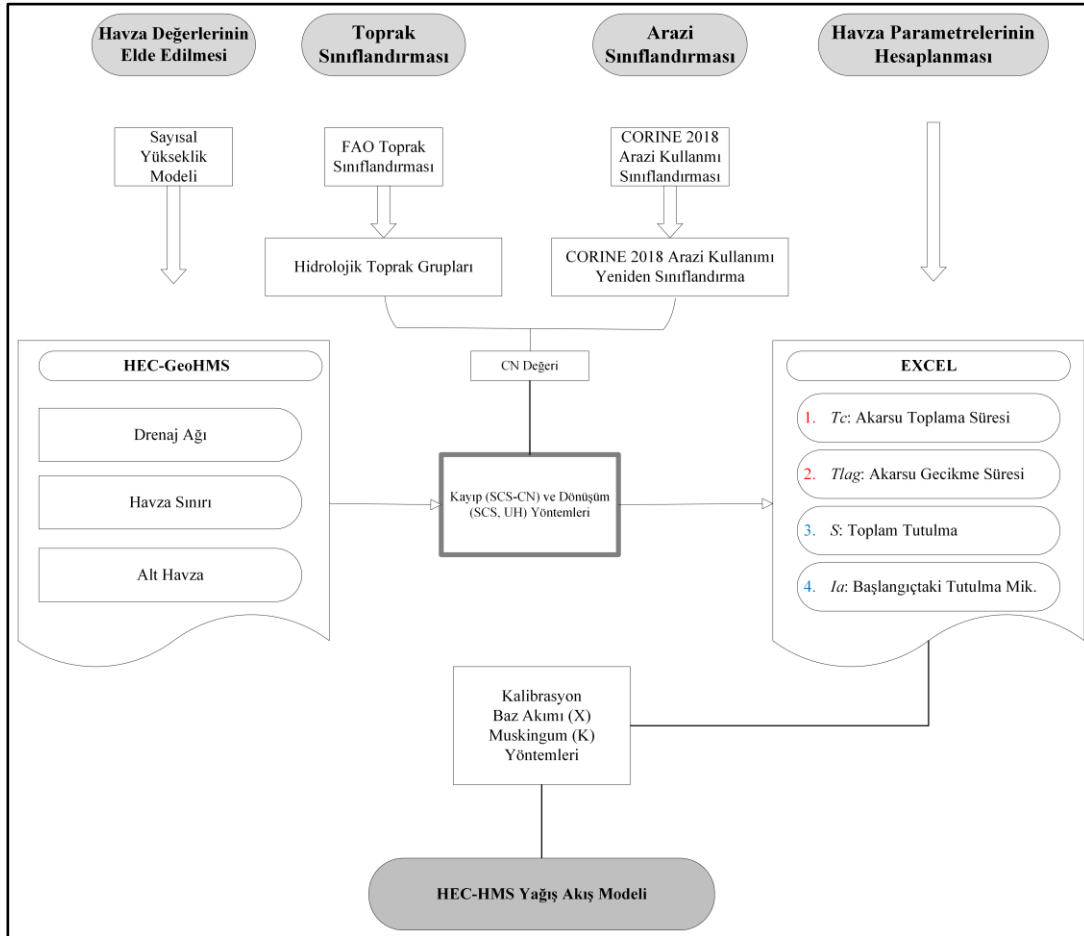 Havza Değerlerinin
Elde Edilmesi
Toprak
Sınıflandırması
Arazi
Sınıflandırması
Havza Parametrelerinin
Hesaplanması
Sayısal
Yükseklik
Modeli
FAO Toprak
Sınıflandırması
CORINE 2018
Arazi Kullanmı
Sınıflandırması
Hidrolojik Toprak Grupları
CORINE 2018 Arazi Kullanımı
Yeniden Sınıflandırma
CN Değeri
HEC-GeoHMS
Drenaj Ağı
Havza Sınırı
Alt Havza
Kayıp (SCS-CN) ve Dönüşüm
(SCS, UH) Yöntemleri
EXCEL
1. Tc: Akarsu Toplama Süresi
2. Tlag: Akarsu Gecikme Süresi
3. S: Toplam Tutulma
4. Ia: Başlangıçtaki Tutulma Mik.
Kalibrasyon
Baz Akımı (X)
Muskingum (K)
Yöntemleri
HEC-HMS Yağış Akış Modeli